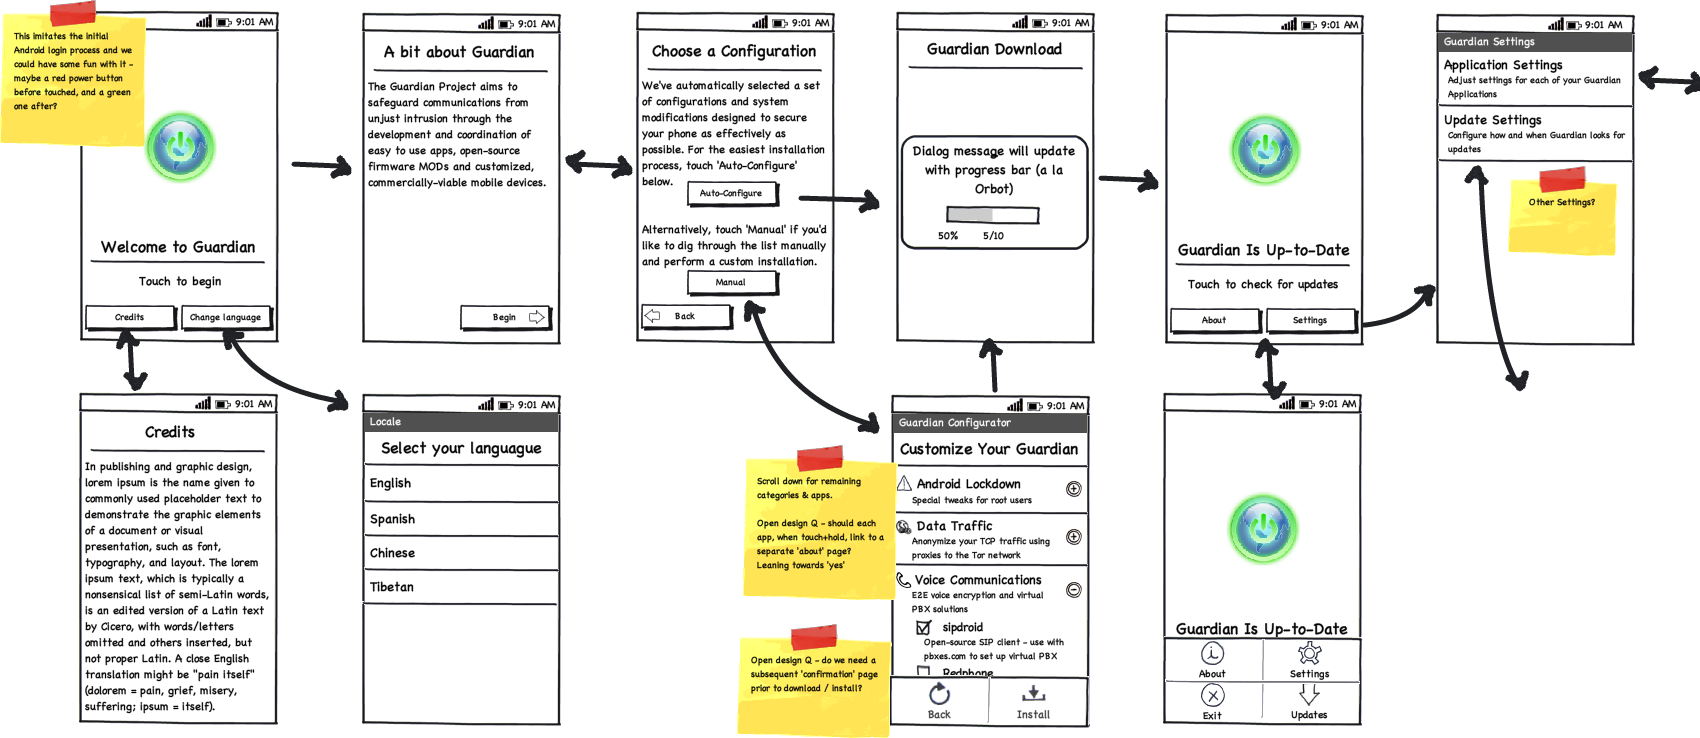 This imitates the initial
Android login process and we
could have some fun with it -
maybe a red power button
before touched, and a green
one after?
9:01 AM
Welcome to Guardian
Touch to begin
Credits
Change language
9:01 AM
A bit about Guardian
The Guardian Project aims to
safeguard communications from
unjust intrusion through the
development and coordination of
easy to use apps, open-source
firmware MODs and customized,
commercially-viable mobile devices.
Begin
9:01 AM
Choose a Configuration
We've automatically selected a set
of configurations and system
modifications designed to secure
your phone as effectively as
possible. For the easiest installation
process, touch 'Auto-Configure'
below.
Auto-Configure
Alternatively, touch 'Manual' if you'd
like to dig through the list manually
and perform a custom installation.
Manual
Back
9:01 AM
Guardian Download
Dialog message will update
with progress bar (a la
Orbot)
50%
5/10
9:01 AM
Guardian Is Up-to-Date
Touch to check for updates
About
Settings
9:01 AM
Guardian Settings
Application Settings
Adjust settings for each of your Guardian
Applications
Update Settings
Configure how and when Guardian looks for
updates
Other Settings?
9:01 AM
Credits
In publishing and graphic design,
lorem ipsum is the name given to
commonly used placeholder text to
demonstrate the graphic elements
of a document or visual
presentation, such as font,
typography, and layout. The lorem
ipsum text, which is typically a
nonsensical list of semi-Latin words,
is an edited version of a Latin text
by Cicero, with words/letters
omitted and others inserted, but
not proper Latin. A close English
translation might be "pain itself"
(dolorem = pain, grief, misery,
suffering; ipsum = itself).
9:01 AM
Locale
Select your languague
English
Spanish
Chinese
Tibetan
Scroll down for remaining
categories & apps.
Open design Q - should each
app, when touch+hold, link to a
separate 'about' page?
Leaning towards 'yes'
Open design Q - do we need a
subsequent 'confirmation' page
prior to download / install?
9:01 AM
Guardian Configurator
Customize Your Guardian
Android Lockdown
Special tweaks for root users
Data Traffic
Anonymize your TCP traffic using
proxies to the Tor network
Voice Communications
E2E voice encryption and virtual
PBX solutions
sipdroid
Open-source SIP client - use with
pbxes.com to set up virtual PBX
Redphone
Back
Install
9:01 AM
Guardian Is Up-to-Date
About
Settings
Exit
Updates